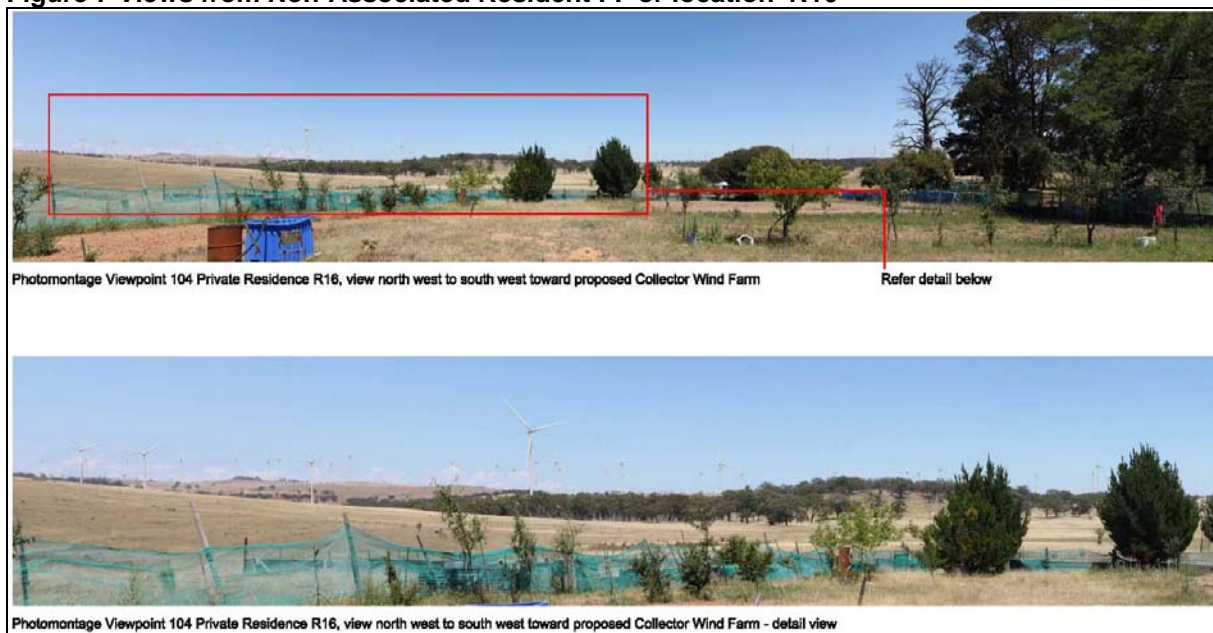 Photomontage Viewpoint 104 Private Residence R16, view north west to south west toward proposed Collector Wind Farm
Refer detail below
Photomontage Viewpoint 104 Private Residence R16, view north west to south west toward proposed Collector Wind Farm - detail view